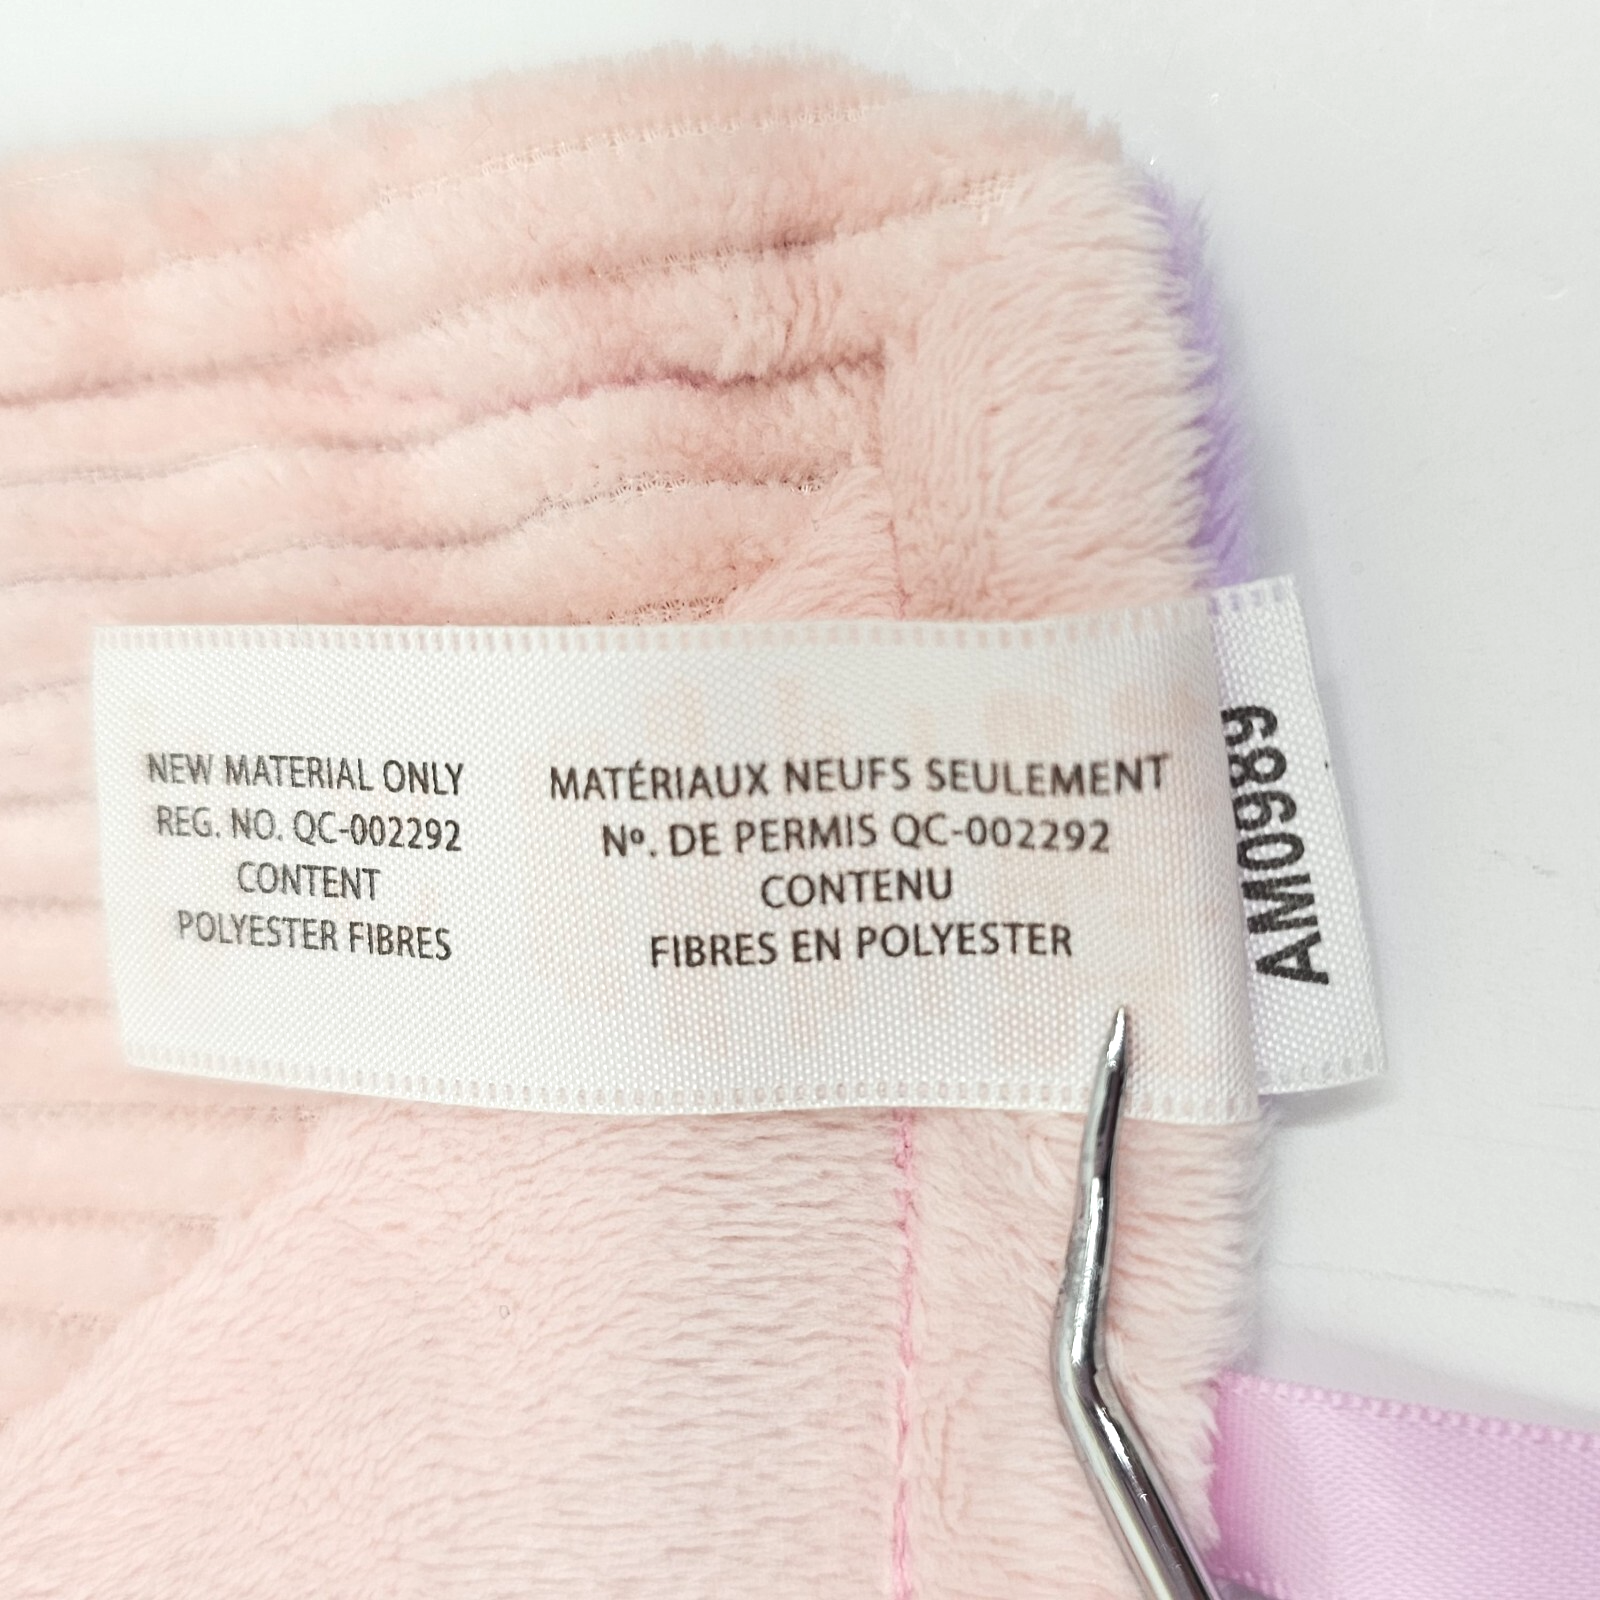 NEW MATERIAL ONLY
REG. NO. QC-002292
CONTENT
POLYESTER FIBRES
MATÉRIAUX NEUFS SEULEMENT
Nº. DE PERMIS QC-002292
CONTENU
FIBRES EN POLYESTER
AM0989